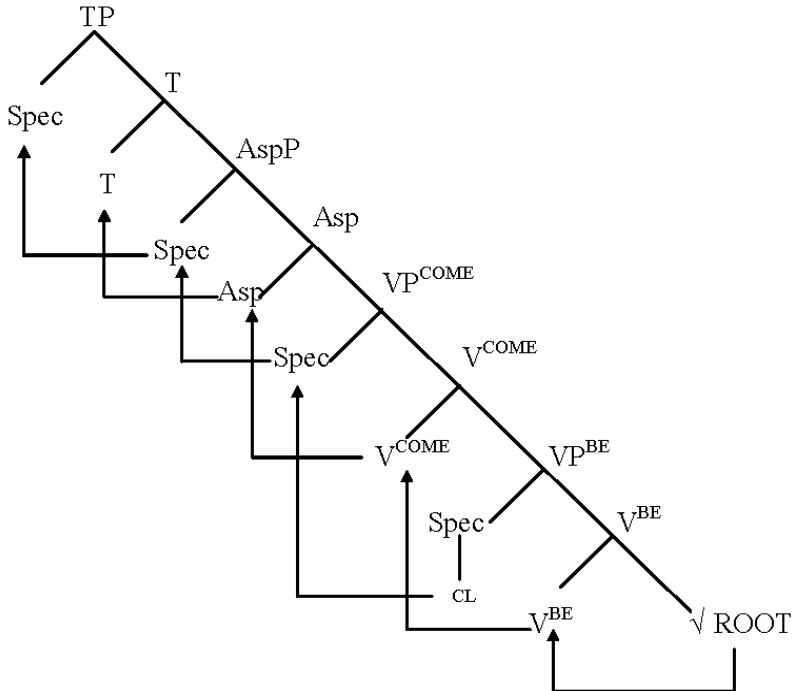 TP
T
Spec
AspP
T
Asp
Spec
VP^COME
Asp
Spec
V^COME
V^COME
VP^BE
Spec
V^BE
CL
V^BE
√ ROOT